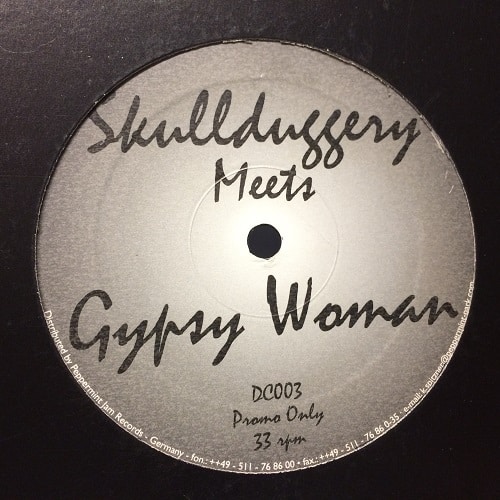 Skullduggery
Meets
Gypsy Woman
DC003
Promo Only
33 rpm
Distributed by Peppermint Jam Records - Germany - fon.: ++49 - 511 - 76 86 00 • fax.: ++49 - 511 - 76 86 0-35 · e-mail: